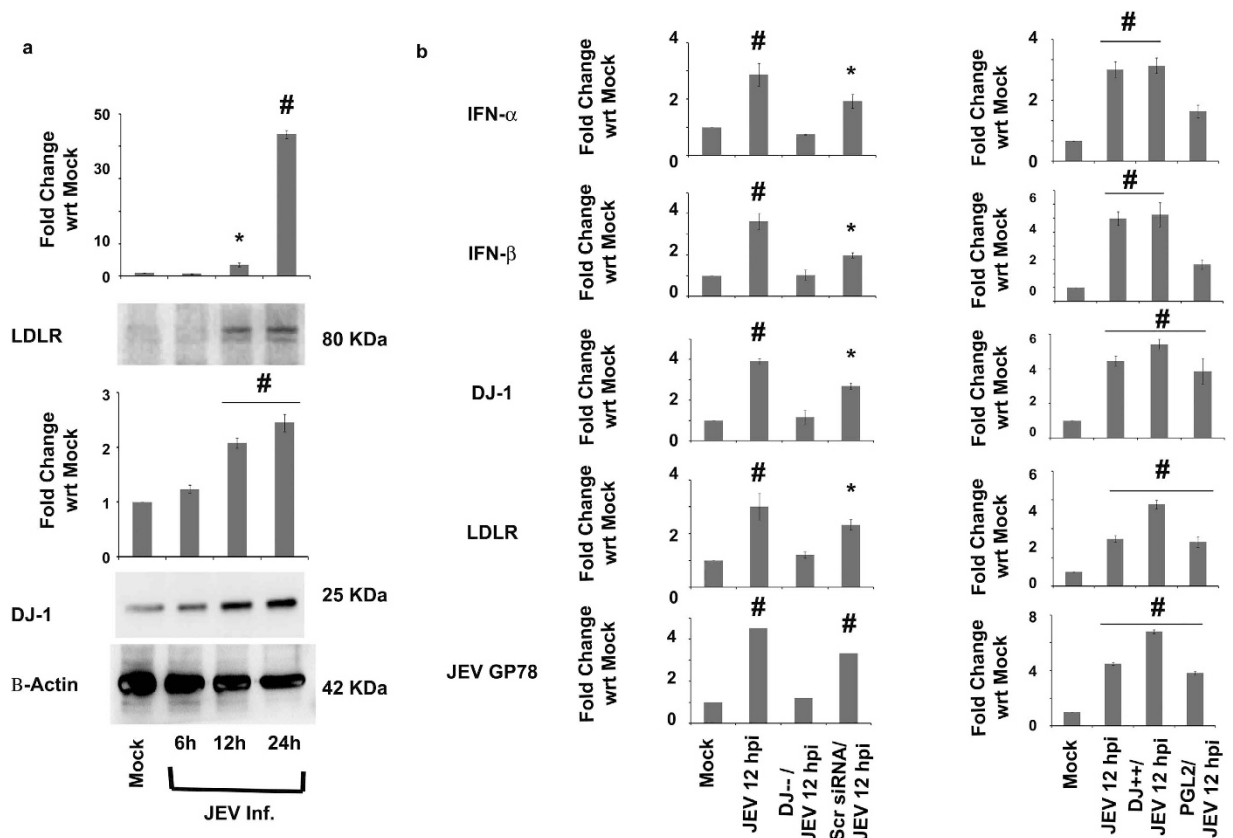 a
Fold Change
wrt Mock
50
40
30
20
10
0
*
#
LDLR
80 KDa
Fold Change
wrt Mock
3
2
1
0
#
DJ-1
25 KDa
B-Actin
42 KDa
Mock
6h
12h
24h
JEV Inf.
b
IFN-α
Fold Change
wrt Mock
4
2
0
#
*
Fold Change
wrt Mock
4
2
0
#
IFN-β
Fold Change
wrt Mock
4
2
0
#
*
Fold Change
wrt Mock
6
4
2
0
#
DJ-1
Fold Change
wrt Mock
4
2
0
#
*
Fold Change
wrt Mock
6
4
2
0
#
LDLR
Fold Change
wrt Mock
4
2
0
#
*
Fold Change
wrt Mock
6
4
2
0
#
JEV GP78
Fold Change
wrt Mock
4
2
0
#
#
Fold Change
wrt Mock
8
4
0
#
Mock
JEV 12 hpi
DJ-- /
JEV 12 hpi
Scr siRNA/
JEV 12 hpi
Mock
JEV 12 hpi
DJ++/
JEV 12 hpi
PGL2/
JEV 12 hpi